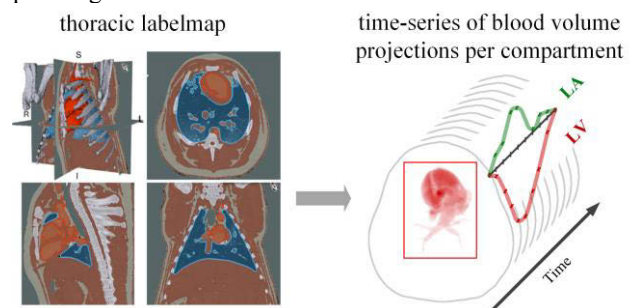 thoracic labelmap
time-series of blood volume
projections per compartment
S
R
L
I
LA
LV
Time